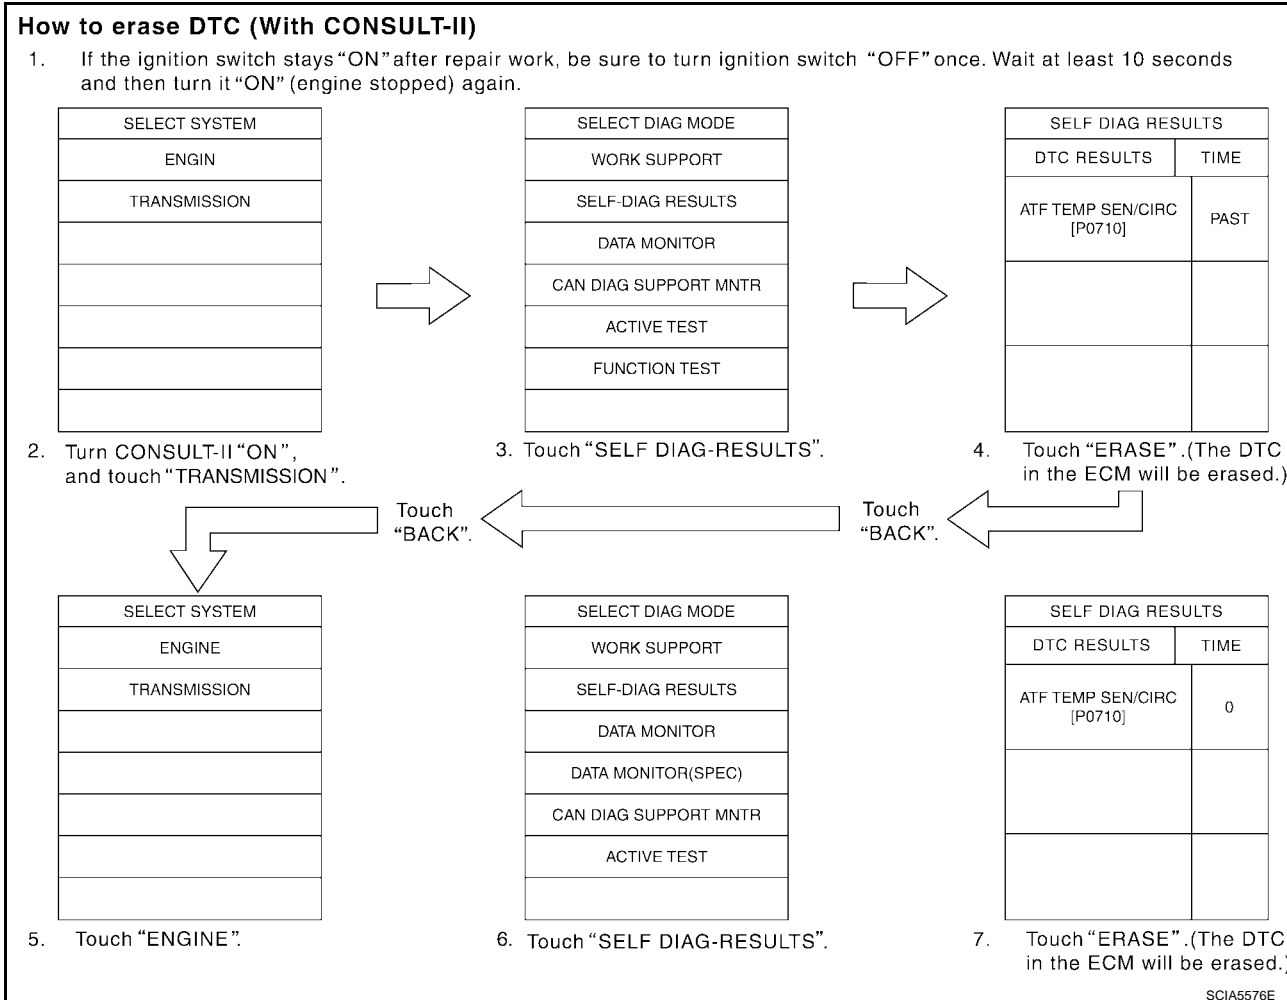 How to erase DTC (With CONSULT-II)
1. If the ignition switch stays “ON” after repair work, be sure to turn ignition switch “OFF” once. Wait at least 10 seconds
and then turn it “ON” (engine stopped) again.
SELECT SYSTEM
ENGIN
TRANSMISSION
SELECT DIAG MODE
WORK SUPPORT
SELF-DIAG RESULTS
DATA MONITOR
CAN DIAG SUPPORT MNTR
ACTIVE TEST
FUNCTION TEST
SELF DIAG RESULTS
DTC RESULTS TIME
ATF TEMP SEN/CIRC
[P0710]
PAST
2. Turn CONSULT-II “ON”,
and touch “TRANSMISSION”.
3. Touch “SELF DIAG-RESULTS”.
4. Touch “ERASE”.(The DTC
in the ECM will be erased.)
Touch
“BACK”.
Touch
“BACK”.
SELECT SYSTEM
ENGINE
TRANSMISSION
SELECT DIAG MODE
WORK SUPPORT
SELF-DIAG RESULTS
DATA MONITOR
DATA MONITOR(SPEC)
CAN DIAG SUPPORT MNTR
ACTIVE TEST
SELF DIAG RESULTS
DTC RESULTS TIME
ATF TEMP SEN/CIRC
[P0710]
0
5. Touch “ENGINE”.
6. Touch “SELF DIAG-RESULTS”.
7. Touch “ERASE”.(The DTC
in the ECM will be erased.)
SCIA5576E